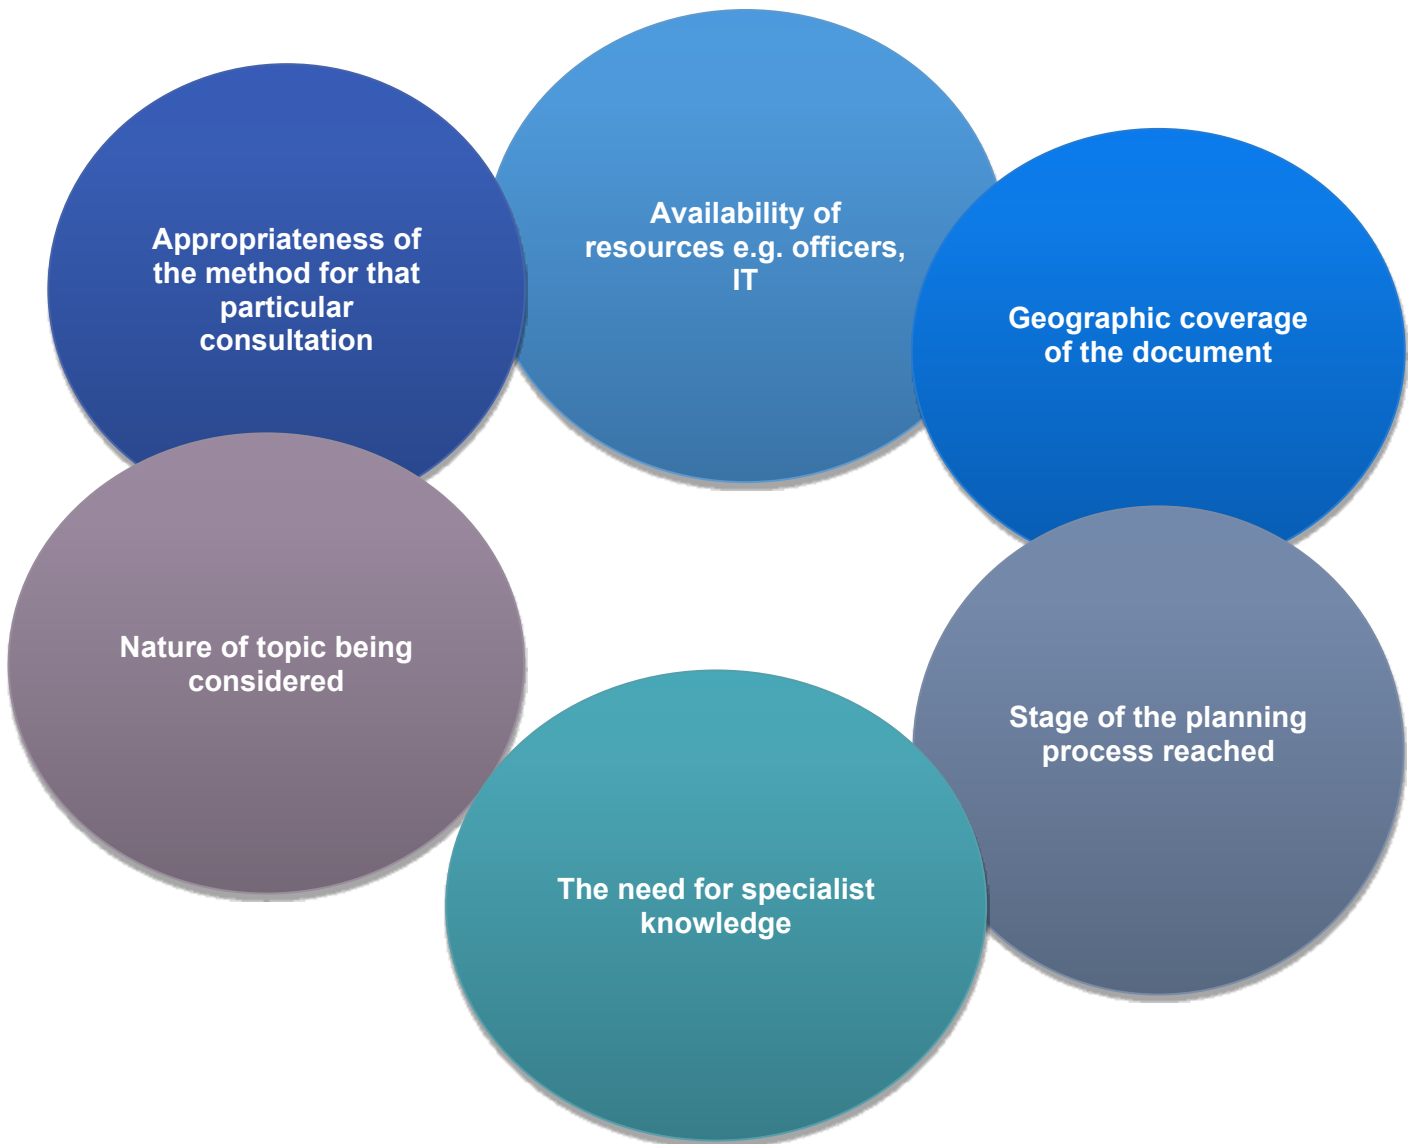 Availability of
resources e.g. officers,
IT
Appropriateness of
the method for that
particular
consultation
Geographic coverage
of the document
Nature of topic being
considered
Stage of the planning
process reached
The need for specialist
knowledge